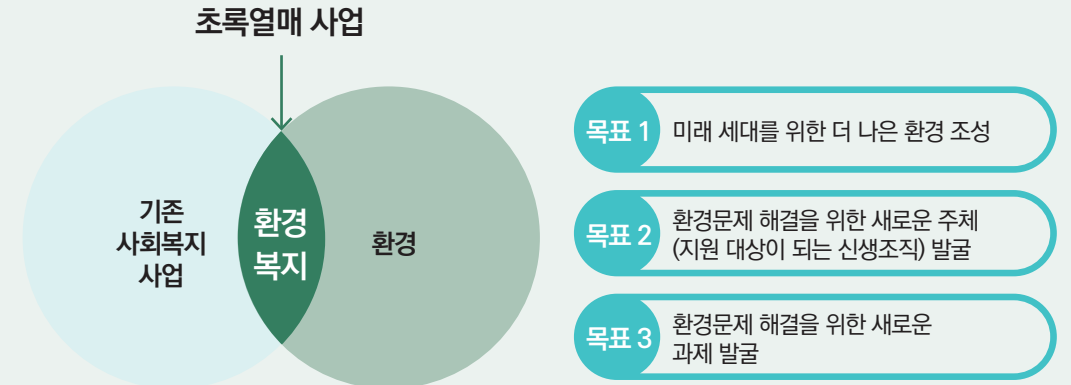 초록열매 사업
기존
사회복지
사업
환경
복지
환경
목표 1
미래 세대를 위한 더 나은 환경 조성
목표 2
환경문제 해결을 위한 새로운 주체
(지원 대상이 되는 신생조직) 발굴
목표 3
환경문제 해결을 위한 새로운
과제 발굴